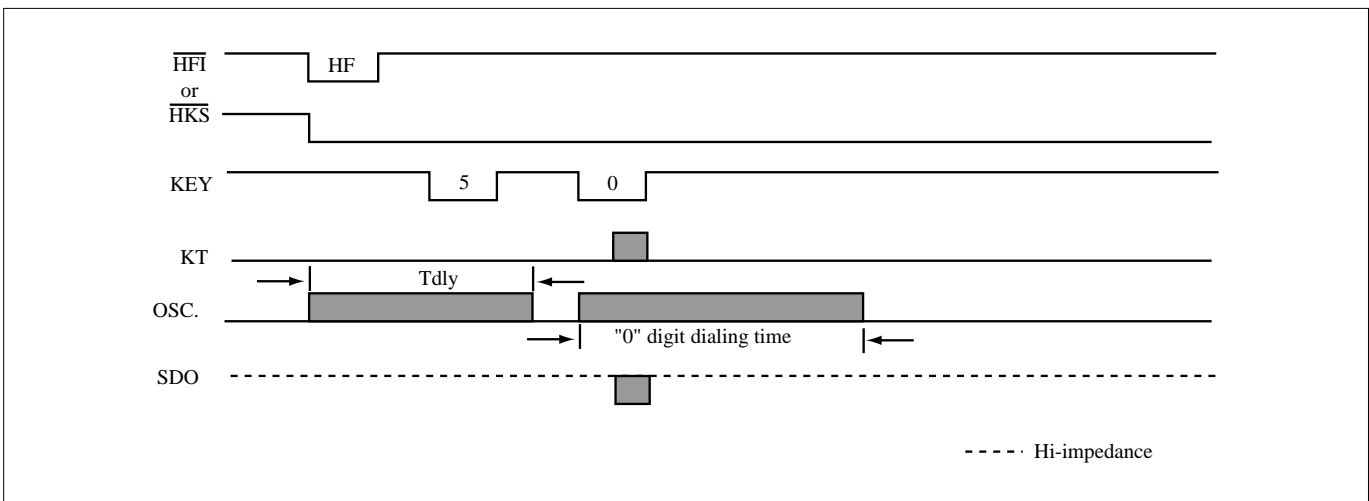 HFI HF
or
HKS
KEY 5 0
KT
Tdly
OSC.
"0" digit dialing time
SDO
Hi-impedance